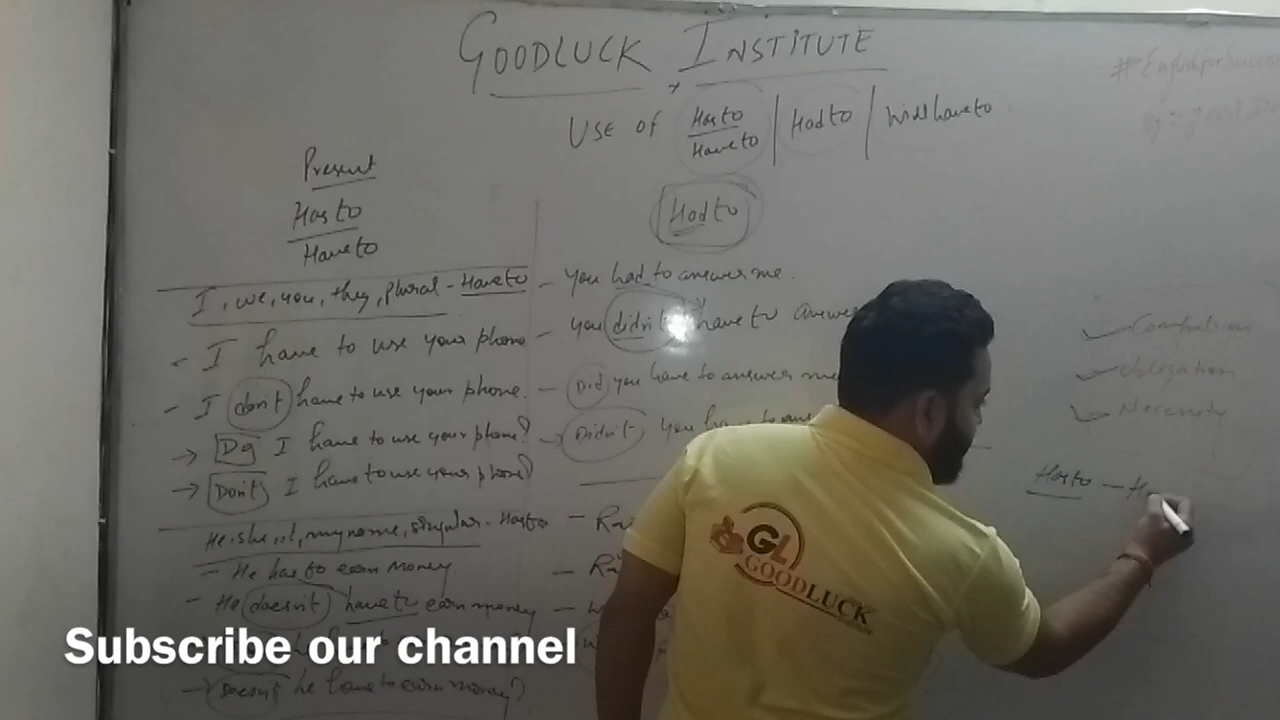 GOODLUCK INSTITUTE
#EnglishForSuccess
USE OF Has to / Have to | Had to | Will have to
Present
Has to
Have to
Had to
I, we, you, they, plural - Have to
- I have to use your phone
- I don't have to use your phone.
→ Do I have to use your phone?
→ Don't I have to use your phone?
He, she, it, my name, singular - Has to
- He has to earn money
- He doesn't have to earn money
Doesn't he have to earn money?
- You had to answer me.
- You didn't have to answer
- Did you have to answer me
→ Didn't you have to
Compulsion
Obligation
Necessity
Has to - H
GL
GOODLUCK
Subscribe our channel